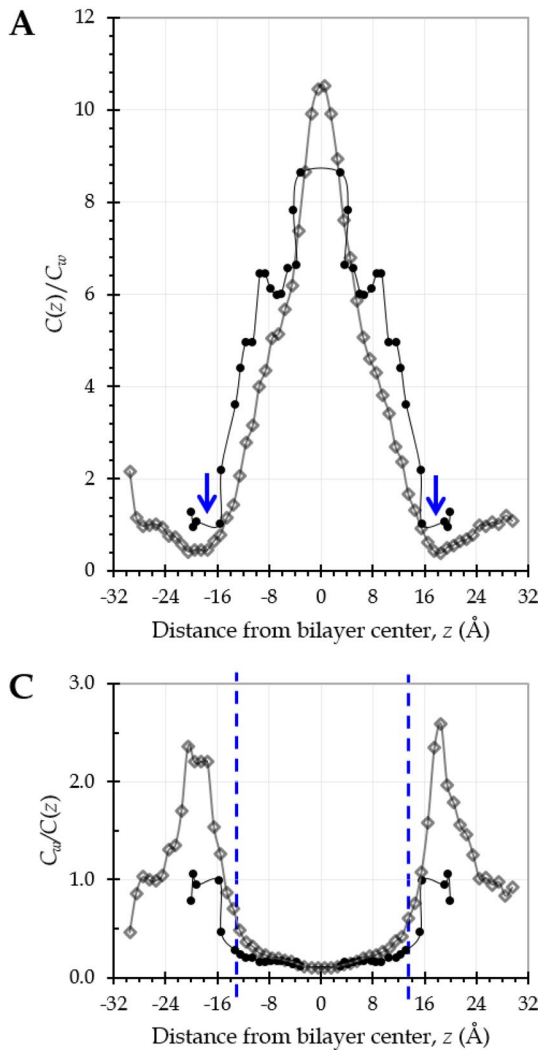 A
12
10
8
6
4
2
0
C(z)/C_w
-32 -24 -16 -8 0 8 16 24 32
Distance from bilayer center, z (Å)
C
3.0
2.0
1.0
0.0
C_w/C(z)
-32 -24 -16 -8 0 8 16 24 32
Distance from bilayer center, z (Å)